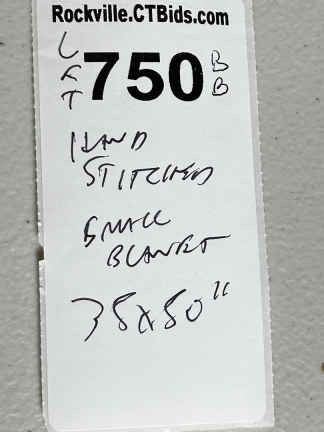 Rockville.CTBids.com
LFT 750 BB
HAND
STITCHED
SMALL
BLANKET
38x50"